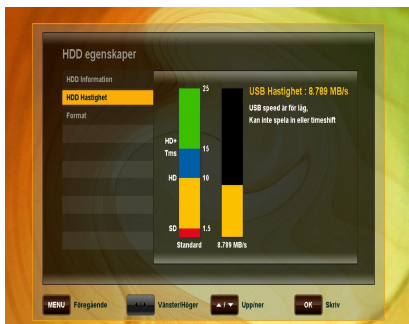 HDD egenskaper
HDD Information
HDD Hastighet
Format
25
HD+
Tms
15
HD
10
SD
1.5
Standard
8.789 MB/s
USB Hastighet : 8.789 MB/s
USB speed är för låg,
Kan inte spela in eller timeshift
MENU Föregående
Vänster/Höger
▲ / ▼ Upp/ner
OK Skriv